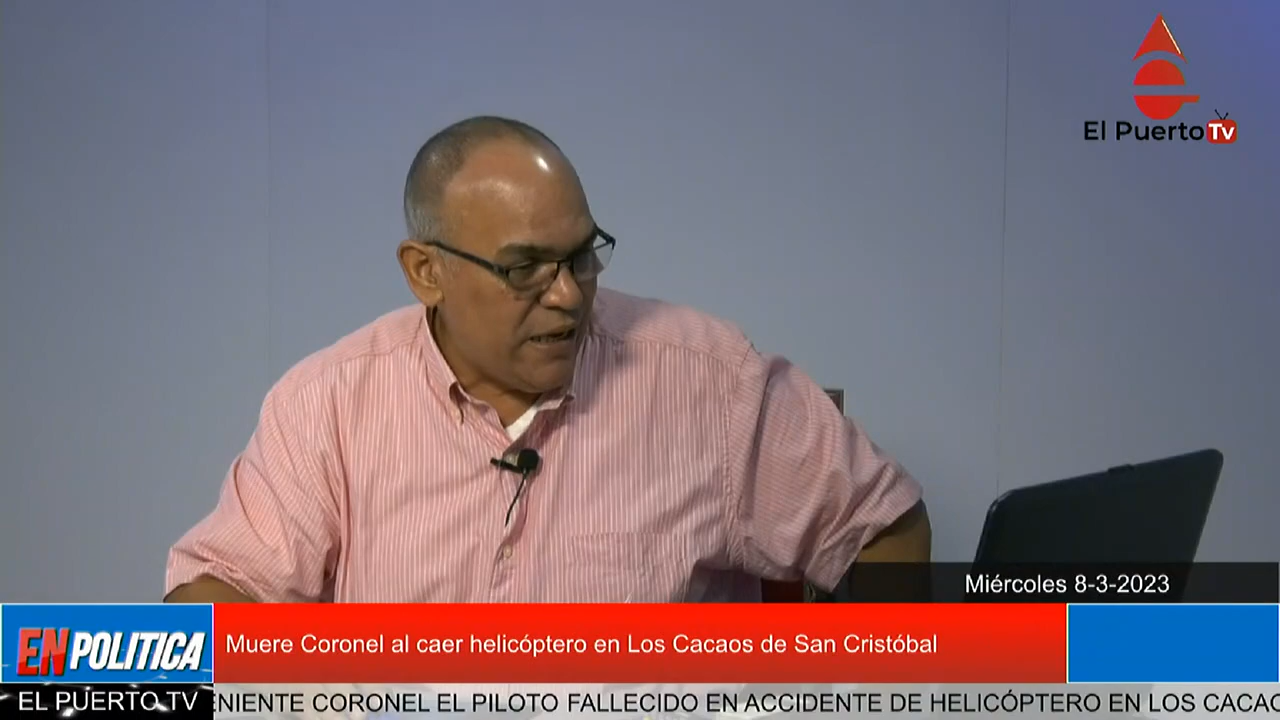 El Puerto Tv
Miércoles 8-3-2023
EN POLITICA
Muere Coronel al caer helicóptero en Los Cacaos de San Cristóbal
EL PUERTO TV
ENIENTE CORONEL EL PILOTO FALLECIDO EN ACCIDENTE DE HELICÓPTERO EN LOS CACAO